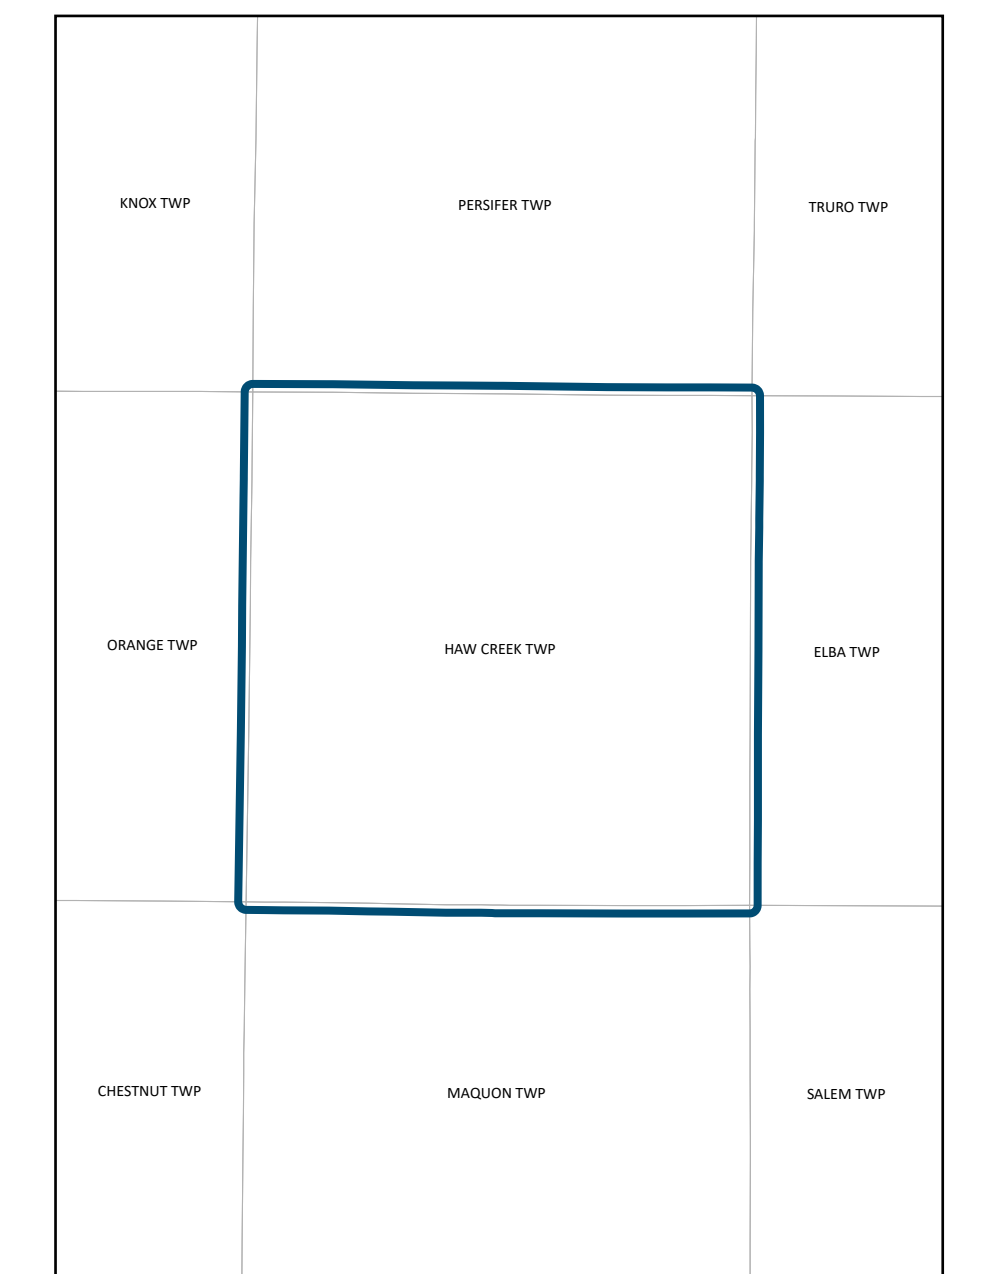 KNOX TWP
PERSIFER TWP
TRURO TWP
ORANGE TWP
HAW CREEK TWP
ELBA TWP
CHESTNUT TWP
MAQUON TWP
SALEM TWP